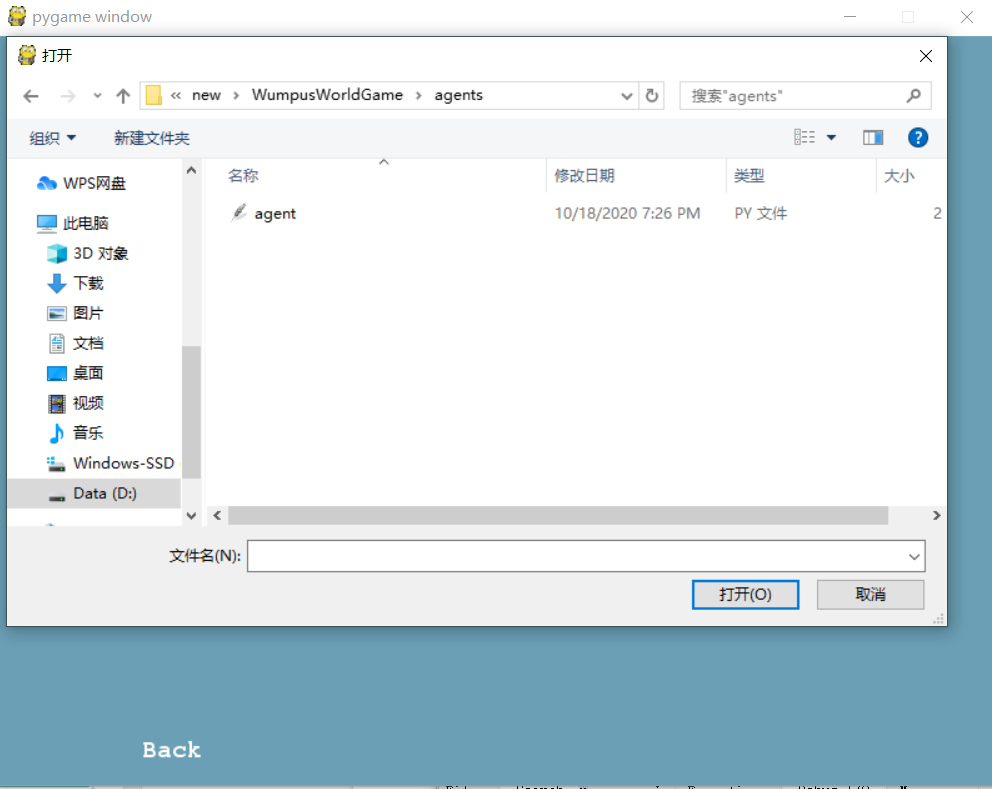 pygame window
打开
« new › WumpusWorldGame › agents
搜索"agents"
组织
新建文件夹
名称 修改日期 类型 大小
agent 10/18/2020 7:26 PM PY 文件 2
WPS网盘
此电脑
3D 对象
下载
图片
文档
桌面
视频
音乐
Windows-SSD
Data (D:)
文件名(N):
打开(O) 取消
Back